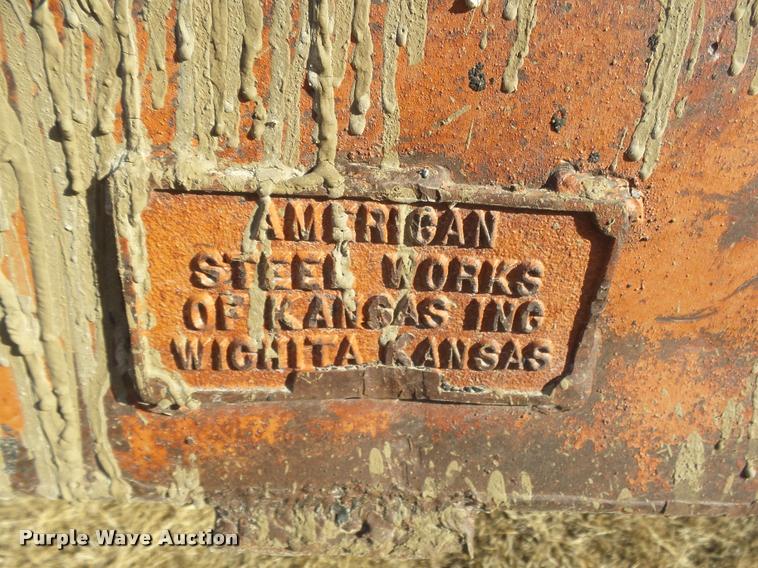 AMERICAN
STEEL WORKS
OF KANSAS INC
WICHITA KANSAS
Purple Wave Auction